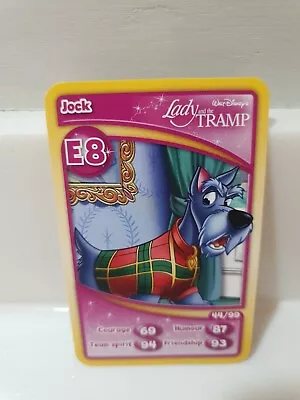 Jock
Walt Disney's
Lady and the
TRAMP
E8
44/99
Courage 69 Humour 87
Team spirit 94 Friendship 93